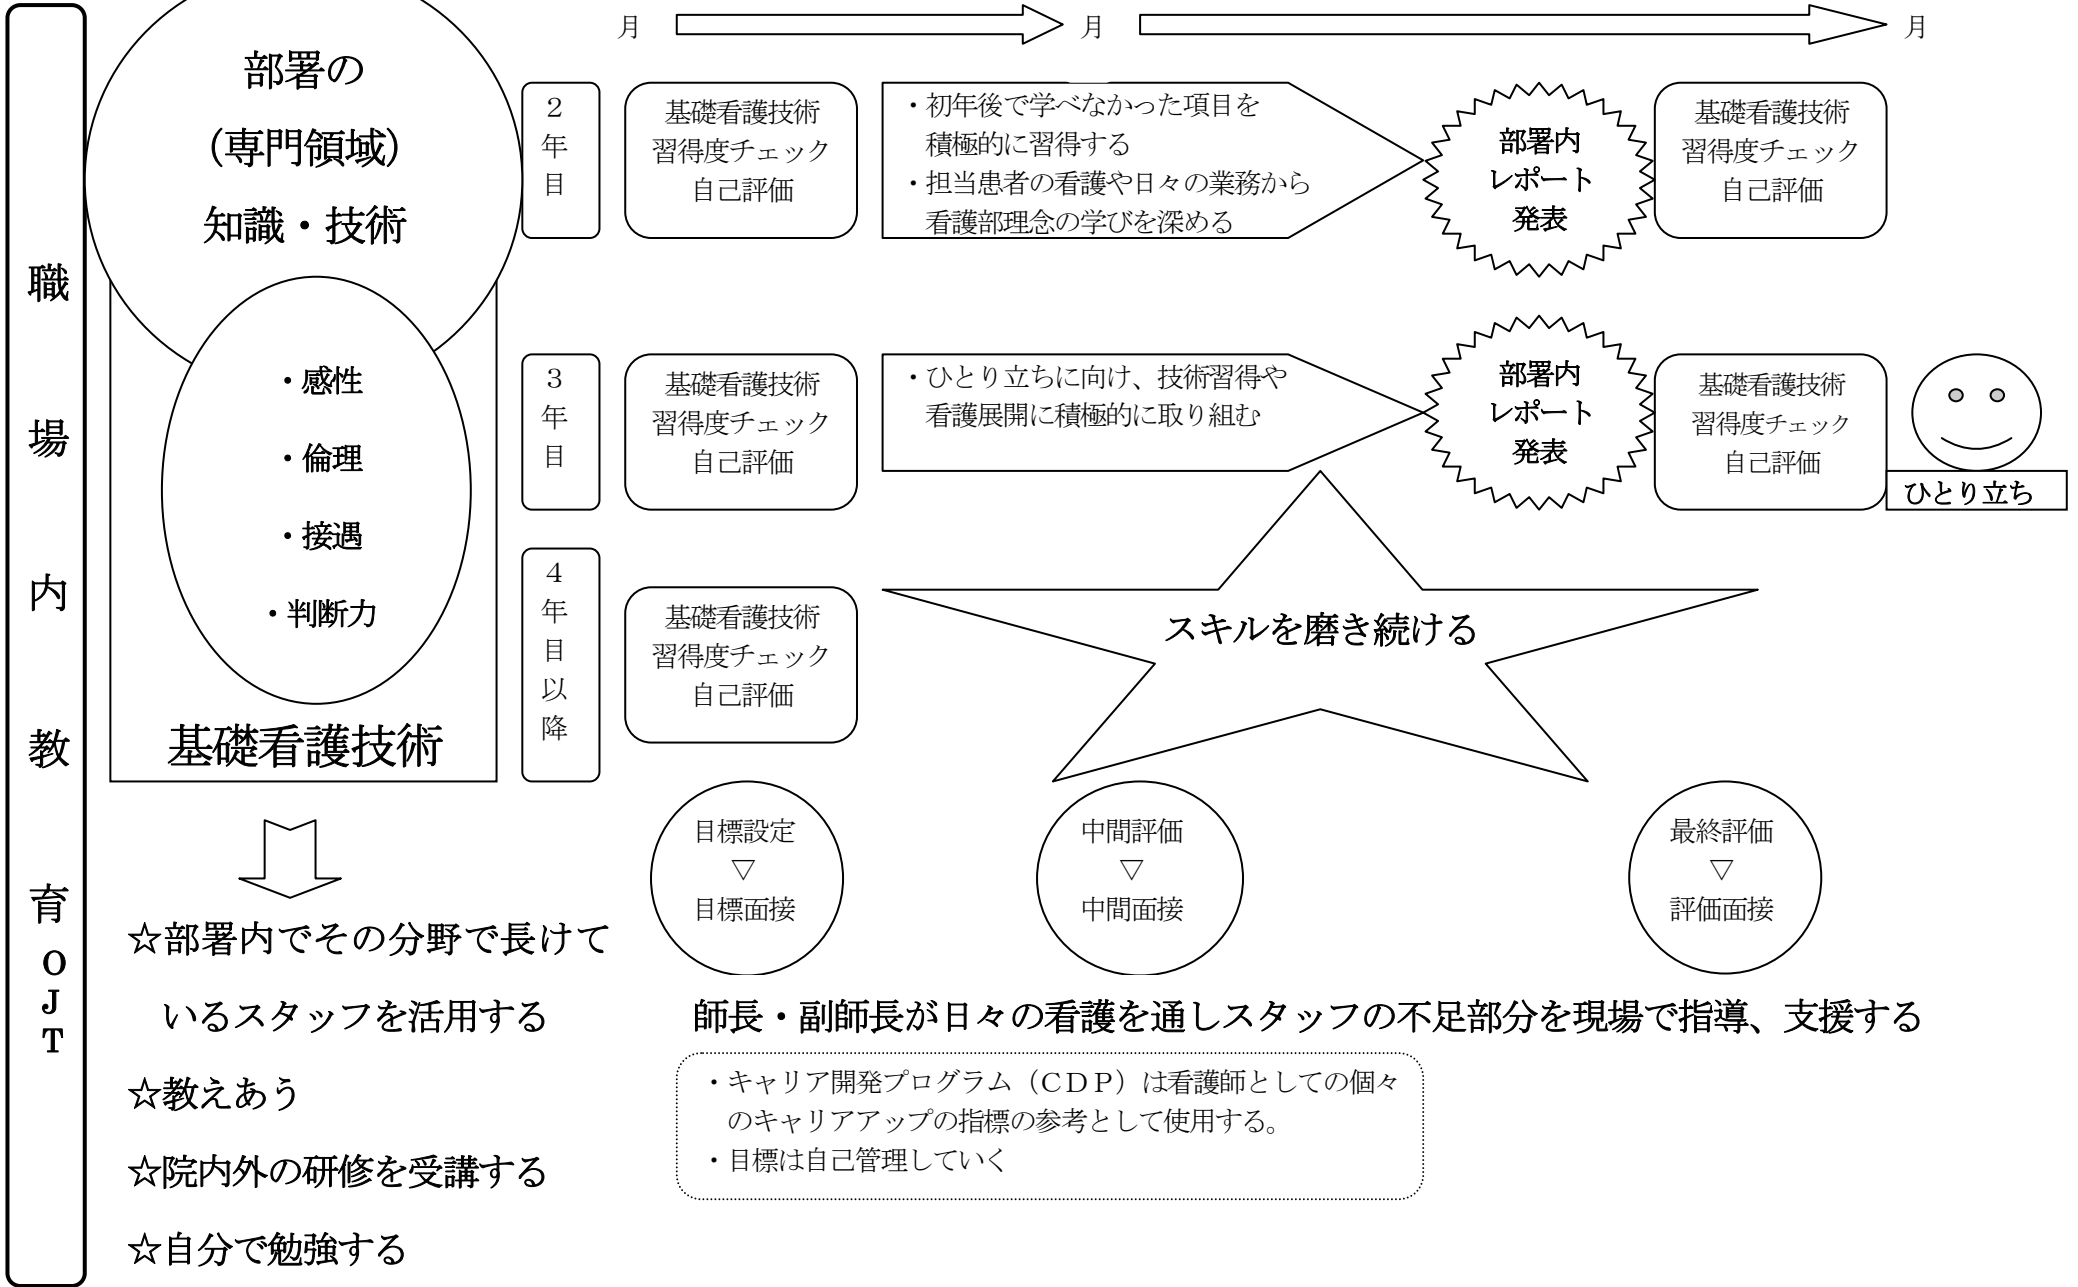 職場内教育OJT
部署の
（専門領域）
知識・技術
・感性
・倫理
・接遇
・判断力
基礎看護技術
☆部署内でその分野で長けて
いるスタッフを活用する
☆教えあう
☆院内外の研修を受講する
☆自分で勉強する
月
月
月
２年目
基礎看護技術
習得度チェック
自己評価
・初年後で学べなかった項目を
積極的に習得する
・担当患者の看護や日々の業務から
看護部理念の学びを深める
部署内
レポート
発表
基礎看護技術
習得度チェック
自己評価
３年目
基礎看護技術
習得度チェック
自己評価
・ひとり立ちに向け、技術習得や
看護展開に積極的に取り組む
部署内
レポート
発表
基礎看護技術
習得度チェック
自己評価
ひとり立ち
４年目以降
基礎看護技術
習得度チェック
自己評価
スキルを磨き続ける
目標設定
▽
目標面接
中間評価
▽
中間面接
最終評価
▽
評価面接
師長・副師長が日々の看護を通しスタッフの不足部分を現場で指導、支援する
・キャリア開発プログラム（ＣＤＰ）は看護師としての個々
のキャリアアップの指標の参考として使用する。
・目標は自己管理していく